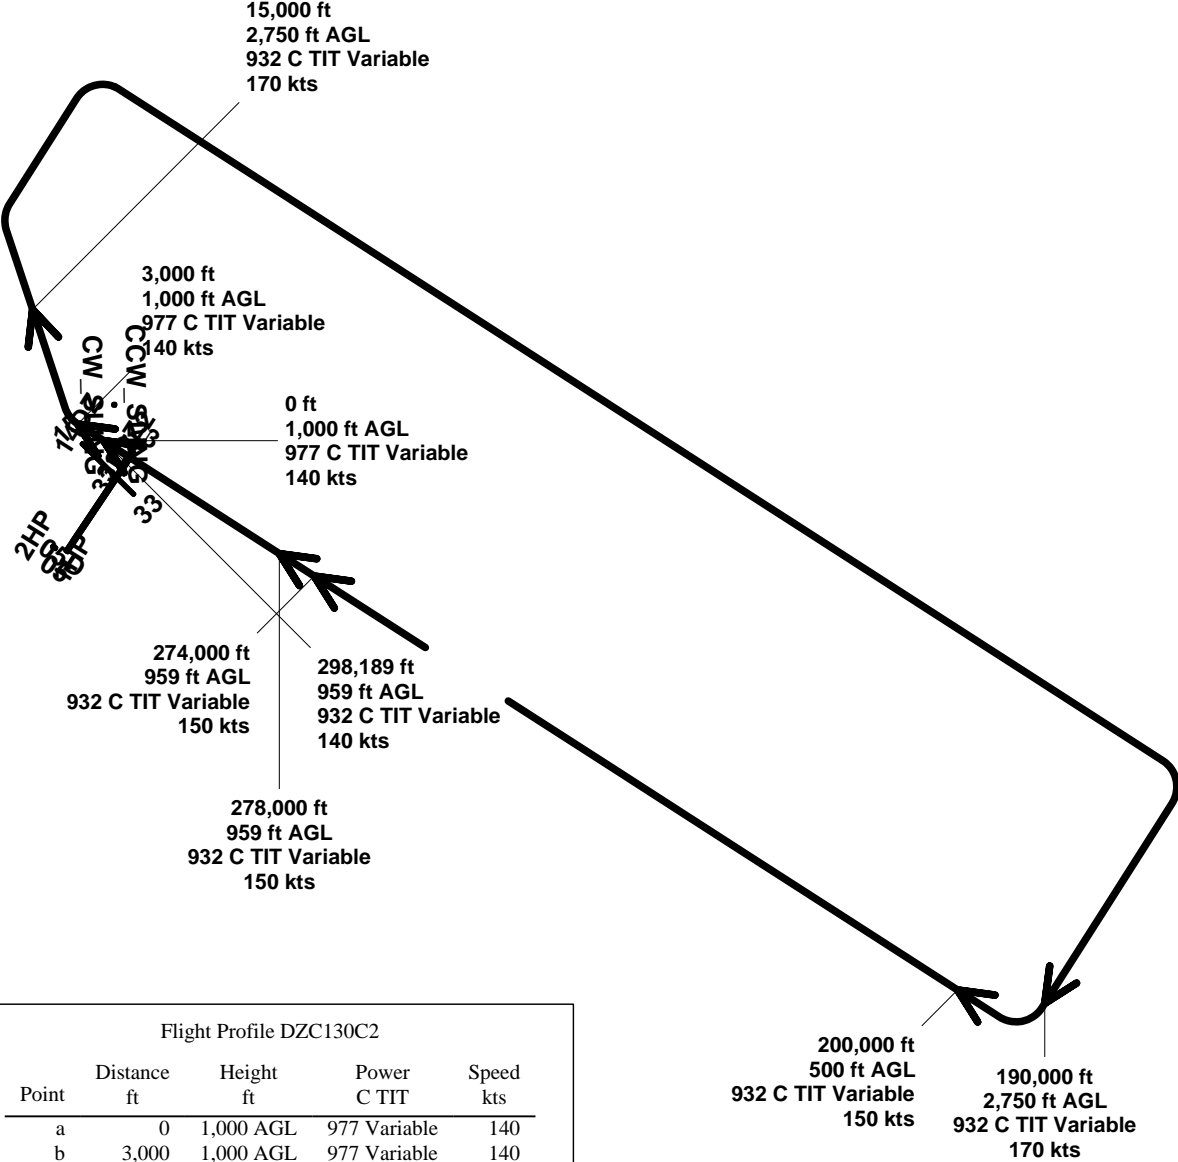 15,000 ft
2,750 ft AGL
932 C TIT Variable
170 kts
3,000 ft
1,000 ft AGL
977 C TIT Variable
140 kts
0 ft
1,000 ft AGL
977 C TIT Variable
140 kts
33
2HP
274,000 ft
959 ft AGL
932 C TIT Variable
150 kts
298,189 ft
959 ft AGL
932 C TIT Variable
140 kts
278,000 ft
959 ft AGL
932 C TIT Variable
150 kts
200,000 ft
500 ft AGL
932 C TIT Variable
150 kts
190,000 ft
2,750 ft AGL
932 C TIT Variable
170 kts
Flight Profile DZC130C2
Point Distance ft Height ft Power C TIT Speed kts
a 0 1,000 AGL 977 Variable 140
b 3,000 1,000 AGL 977 Variable 140